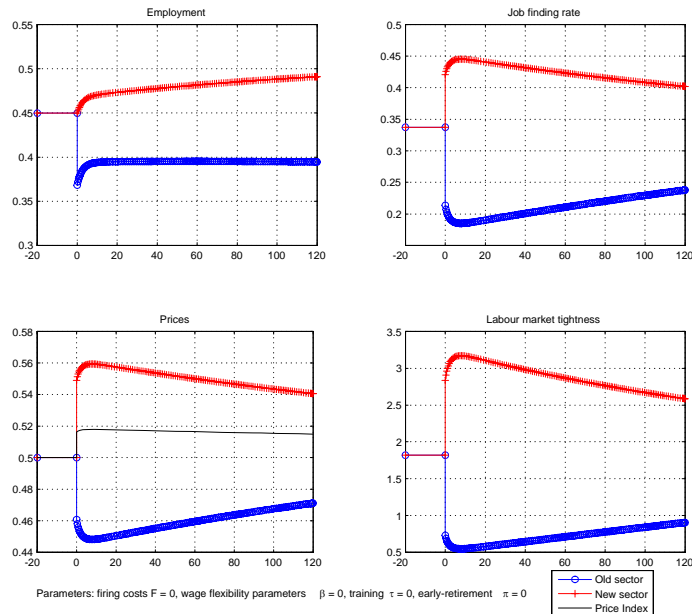 Employment
0.55
0.5
0.45
0.4
0.35
0.3
-20 0 20 40 60 80 100 120
Job finding rate
0.5
0.45
0.4
0.35
0.3
0.25
0.2
-20 0 20 40 60 80 100 120
Prices
0.58
0.56
0.54
0.52
0.5
0.48
0.46
0.44
-20 0 20 40 60 80 100 120
Labour market tightness
3.5
3
2.5
2
1.5
1
0.5
-20 0 20 40 60 80 100 120
Old sector
New sector
Price Index
Parameters: firing costs F = 0, wage flexibility parameters β = 0, training τ = 0, early-retirement π = 0